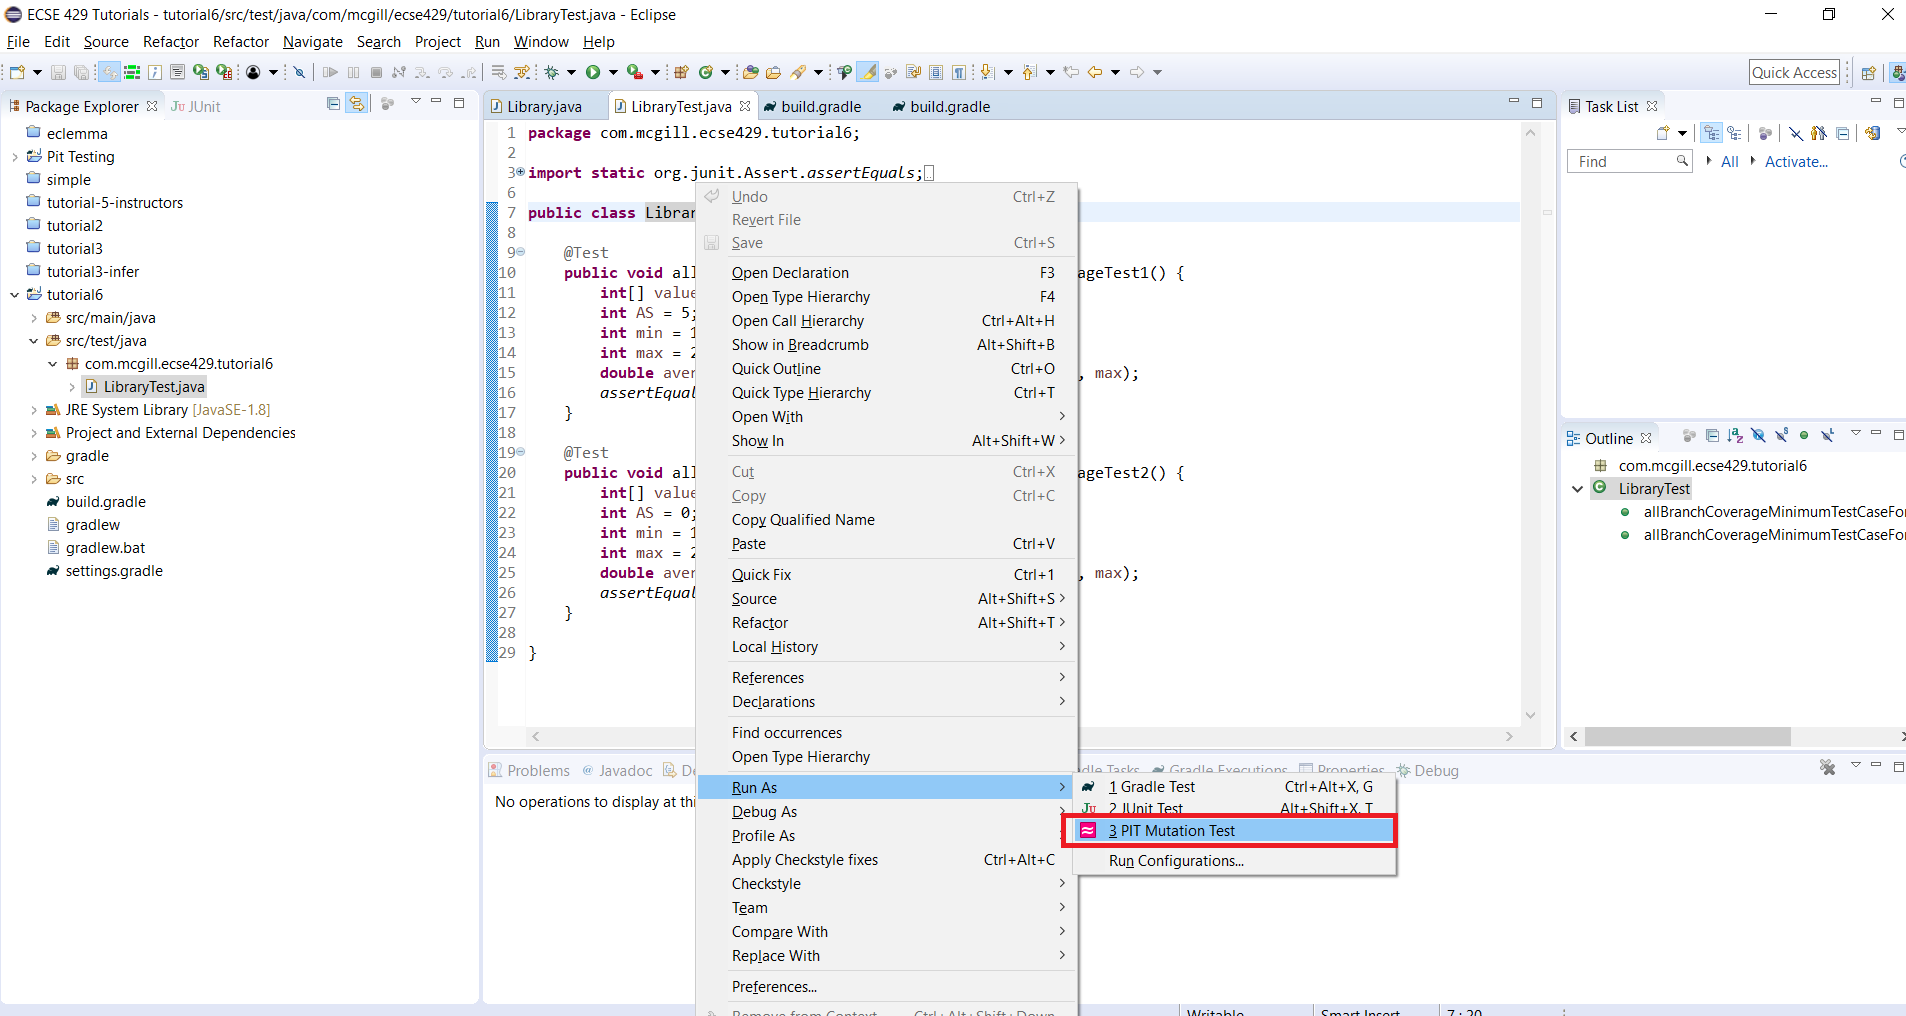 ECSE 429 Tutorials - tutorial6/src/test/java/com/mcgill/ecse429/tutorial6/LibraryTest.java - Eclipse
File Edit Source Refactor Refactor Navigate Search Project Run Window Help
Quick Access
Package Explorer JUnit
eclemma
Pit Testing
simple
tutorial-5-instructors
tutorial2
tutorial3
tutorial3-infer
tutorial6
src/main/java
src/test/java
com.mcgill.ecse429.tutorial6
LibraryTest.java
JRE System Library [JavaSE-1.8]
Project and External Dependencies
gradle
src
build.gradle
gradlew
gradlew.bat
settings.gradle
Library.java LibraryTest.java build.gradle build.gradle
1 package com.mcgill.ecse429.tutorial6;
2
3 import static org.junit.Assert.assertEquals;
6
7 public class Librar
8
9 @Test
10 public void all ageTest1() {
11 int[] value
12 int AS = 5;
13 int min = 1
14 int max = 2
15 double aver , max);
16 assertEqual
17 }
18
19 @Test
20 public void all ageTest2() {
21 int[] value
22 int AS = 0;
23 int min = 1
24 int max = 2
25 double aver , max);
26 assertEqual
27 }
28
29 }
Undo Ctrl+Z
Revert File
Save Ctrl+S
Open Declaration F3
Open Type Hierarchy F4
Open Call Hierarchy Ctrl+Alt+H
Show in Breadcrumb Alt+Shift+B
Quick Outline Ctrl+O
Quick Type Hierarchy Ctrl+T
Open With
Show In Alt+Shift+W
Cut Ctrl+X
Copy Ctrl+C
Copy Qualified Name
Paste Ctrl+V
Quick Fix Ctrl+1
Source Alt+Shift+S
Refactor Alt+Shift+T
Local History
References
Declarations
Find occurrences
Open Type Hierarchy
Run As
Debug As
Profile As
Apply Checkstyle fixes Ctrl+Alt+C
Checkstyle
Team
Compare With
Replace With
Preferences...
Remove from Context Ctrl+Alt+Shift+Down
1 Gradle Test Ctrl+Alt+X, G
2 JUnit Test Alt+Shift+X, T
3 PIT Mutation Test
Run Configurations...
Problems Javadoc De dle Tasks Gradle Executions Properties Debug
No operations to display at thi
Task List
Find All Activate...
Outline
com.mcgill.ecse429.tutorial6
LibraryTest
allBranchCoverageMinimumTestCaseFor
allBranchCoverageMinimumTestCaseFor
Writable Smart Insert 7 : 20